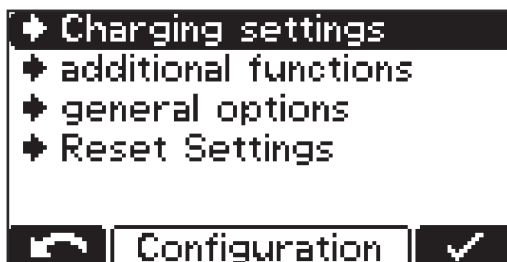 Charging settings
additional functions
general options
Reset Settings
Configuration